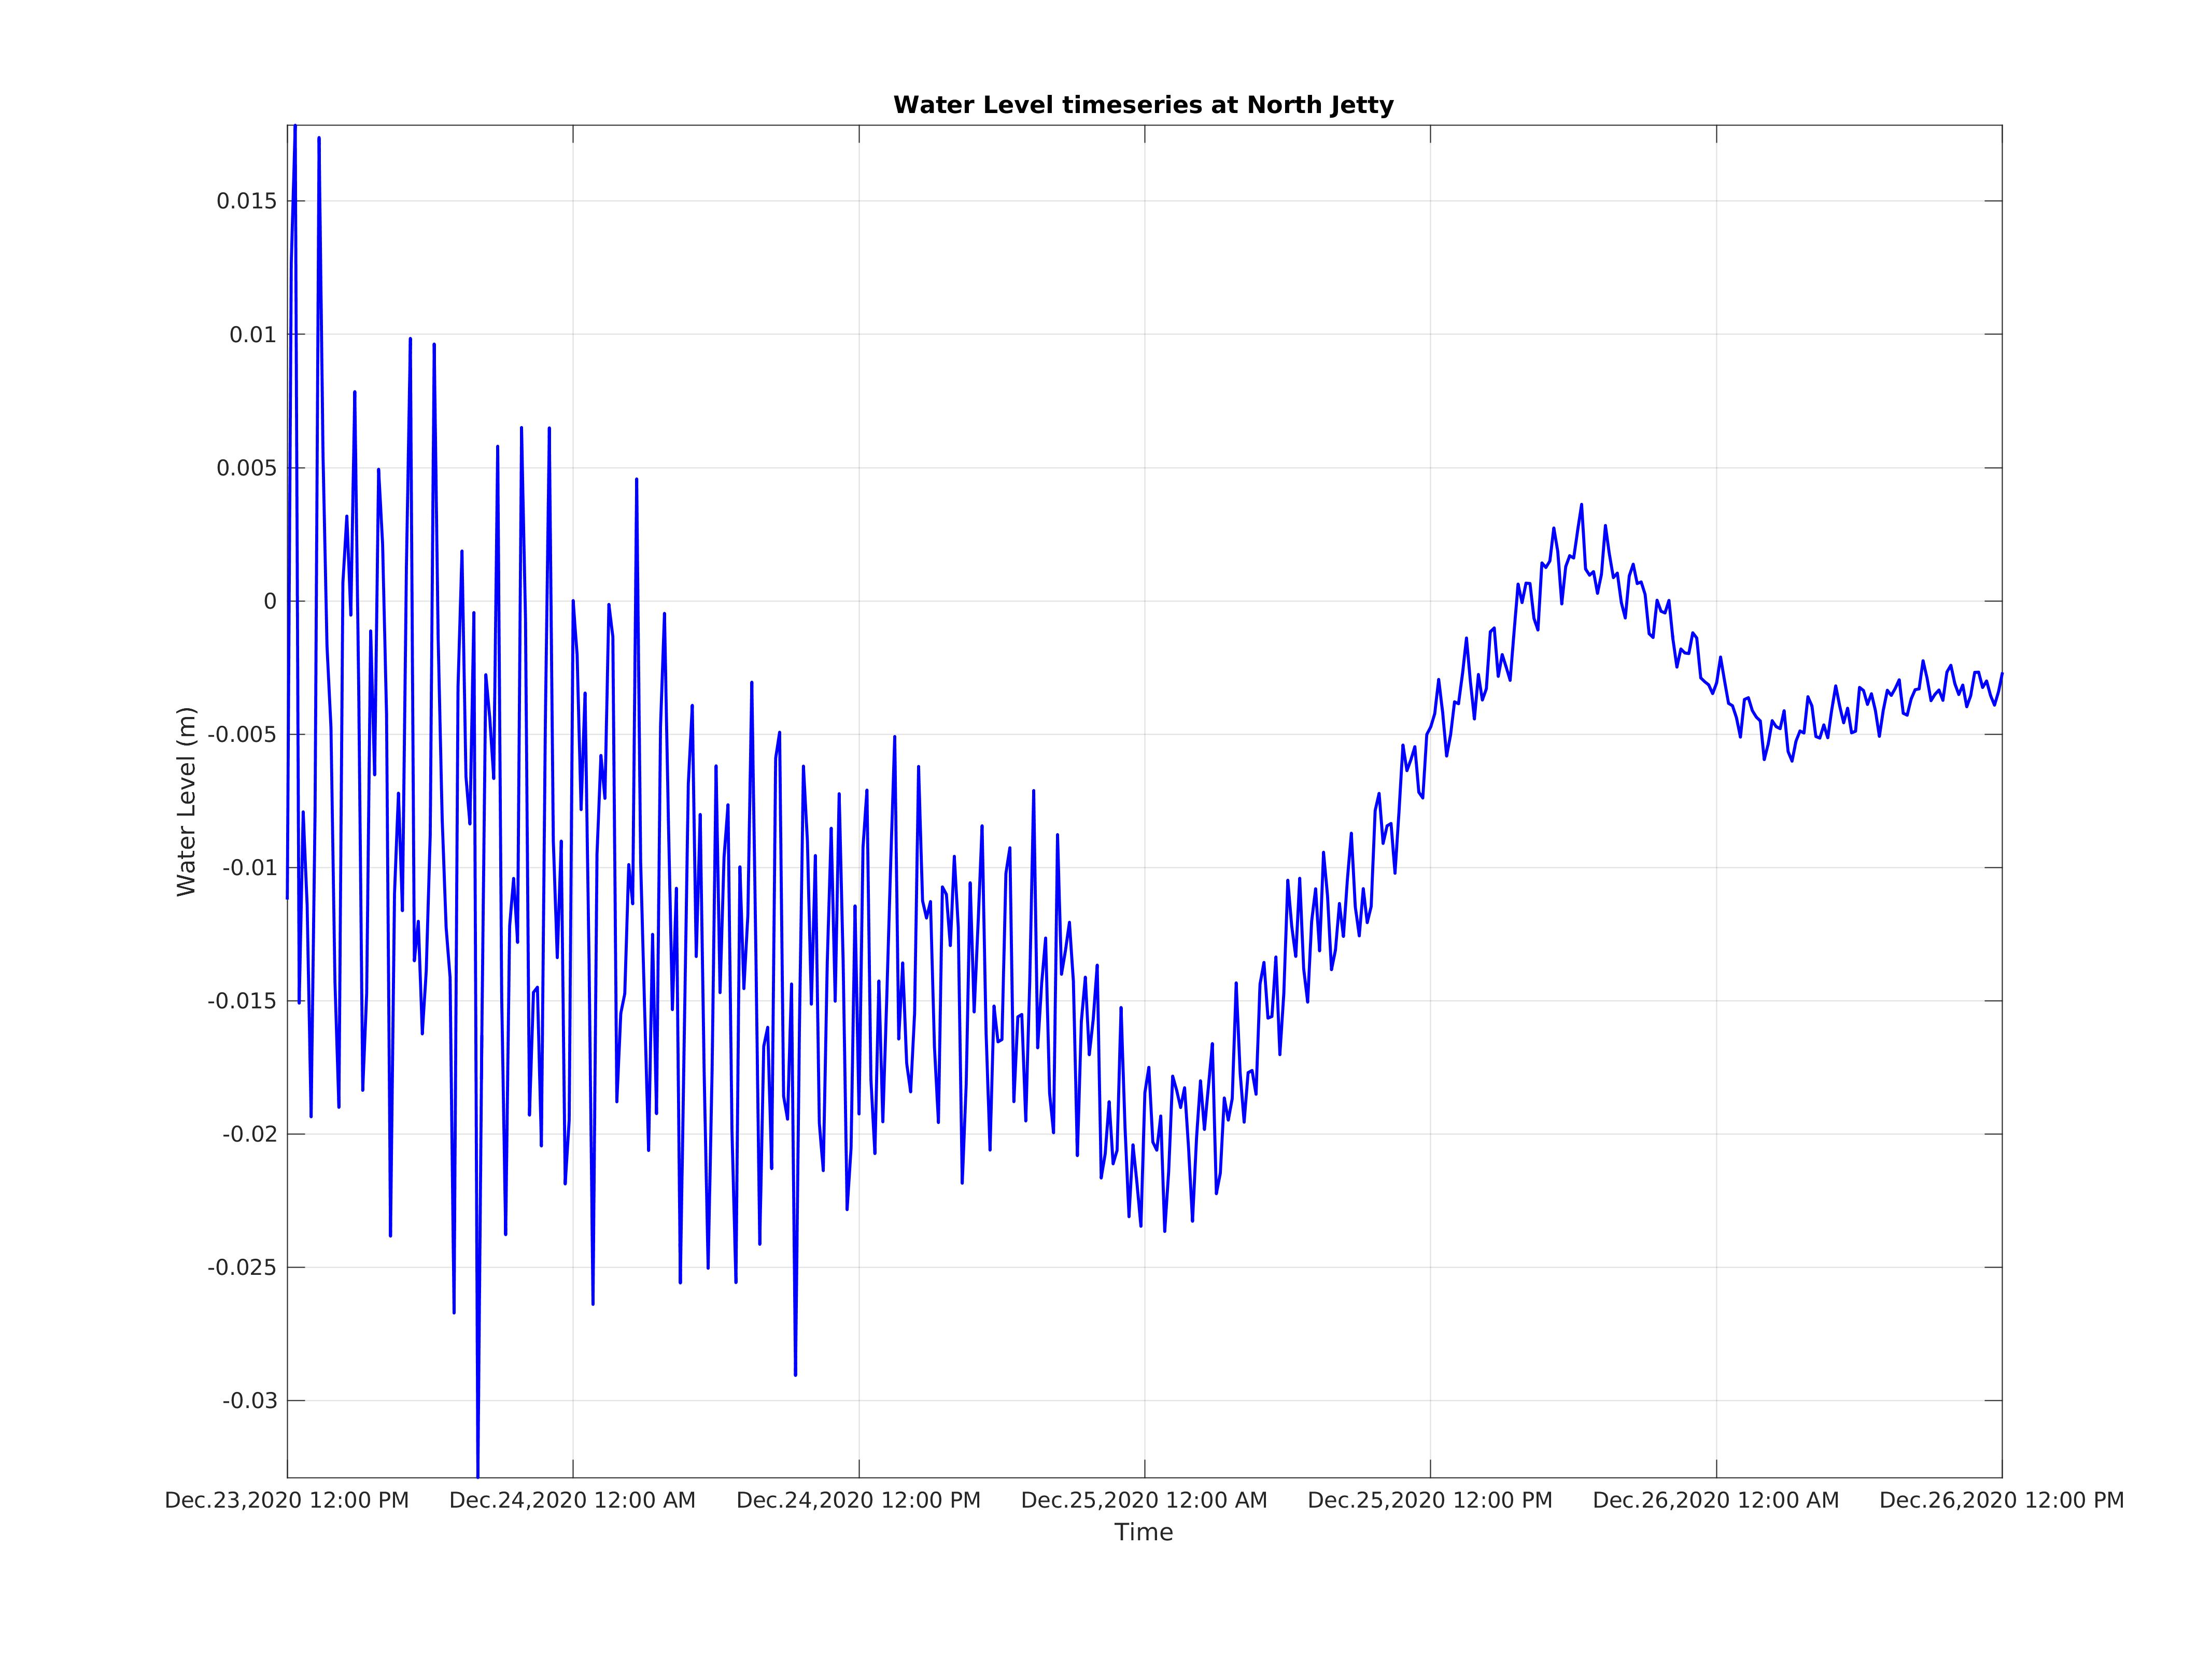 Water Level timeseries at North Jetty
0.015
0.01
0.005
0
-0.005
-0.01
-0.015
-0.02
-0.025
-0.03
Water Level (m)
Dec.23,2020 12:00 PM Dec.24,2020 12:00 AM Dec.24,2020 12:00 PM Dec.25,2020 12:00 AM Dec.25,2020 12:00 PM Dec.26,2020 12:00 AM Dec.26,2020 12:00 PM
Time